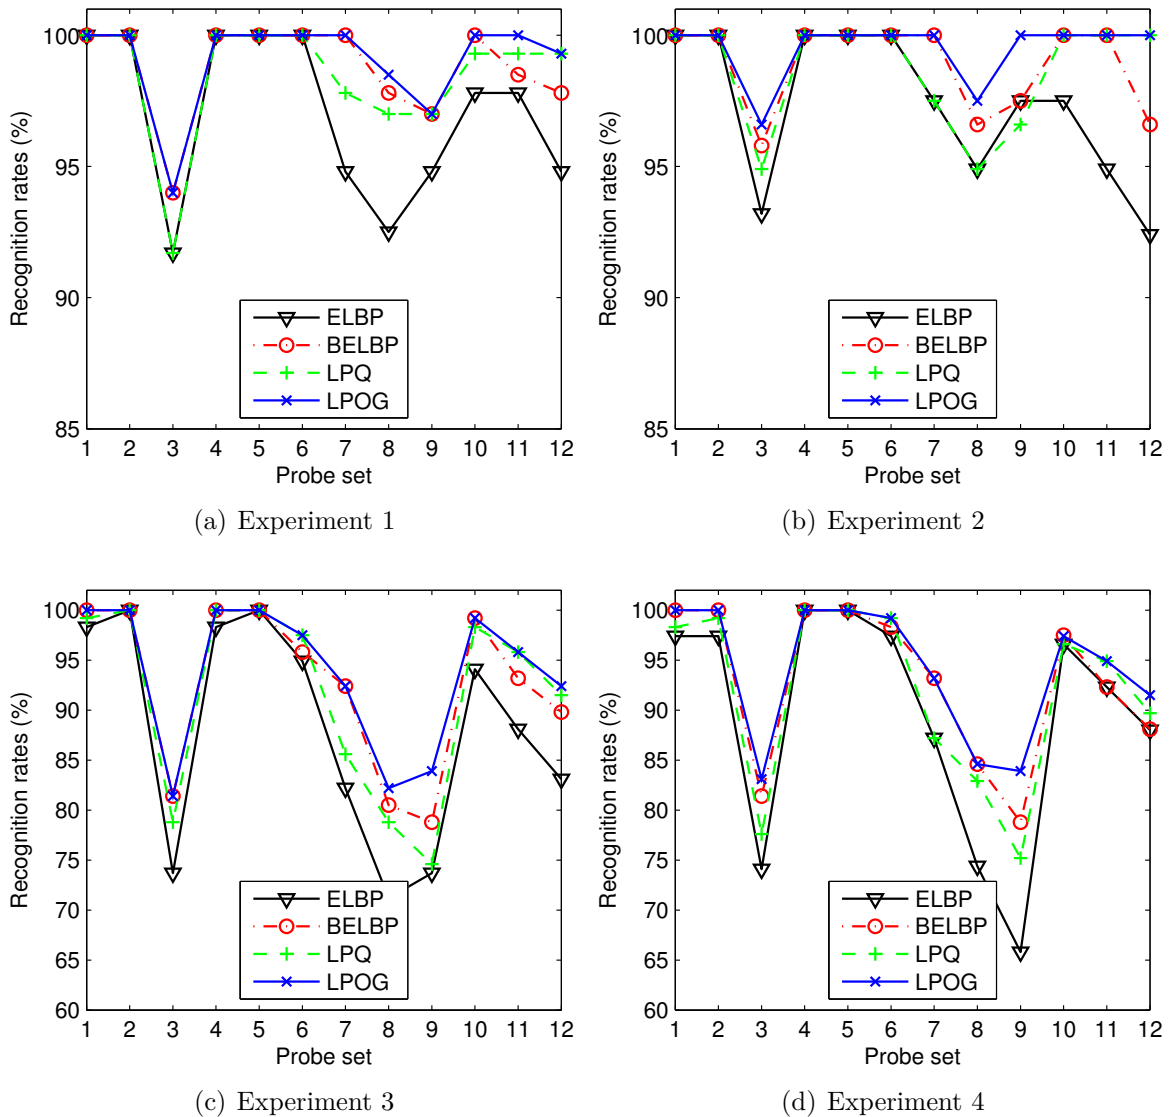 100
95
90
85
1 2 3 4 5 6 7 8 9 10 11 12
Probe set
Recognition rates (%)
ELBP
BELBP
LPQ
LPOG
(a) Experiment 1
100
95
90
85
1 2 3 4 5 6 7 8 9 10 11 12
Probe set
Recognition rates (%)
ELBP
BELBP
LPQ
LPOG
(b) Experiment 2
100
95
90
85
80
75
70
65
60
1 2 3 4 5 6 7 8 9 10 11 12
Probe set
Recognition rates (%)
ELBP
BELBP
LPQ
LPOG
(c) Experiment 3
100
95
90
85
80
75
70
65
60
1 2 3 4 5 6 7 8 9 10 11 12
Probe set
Recognition rates (%)
ELBP
BELBP
LPQ
LPOG
(d) Experiment 4